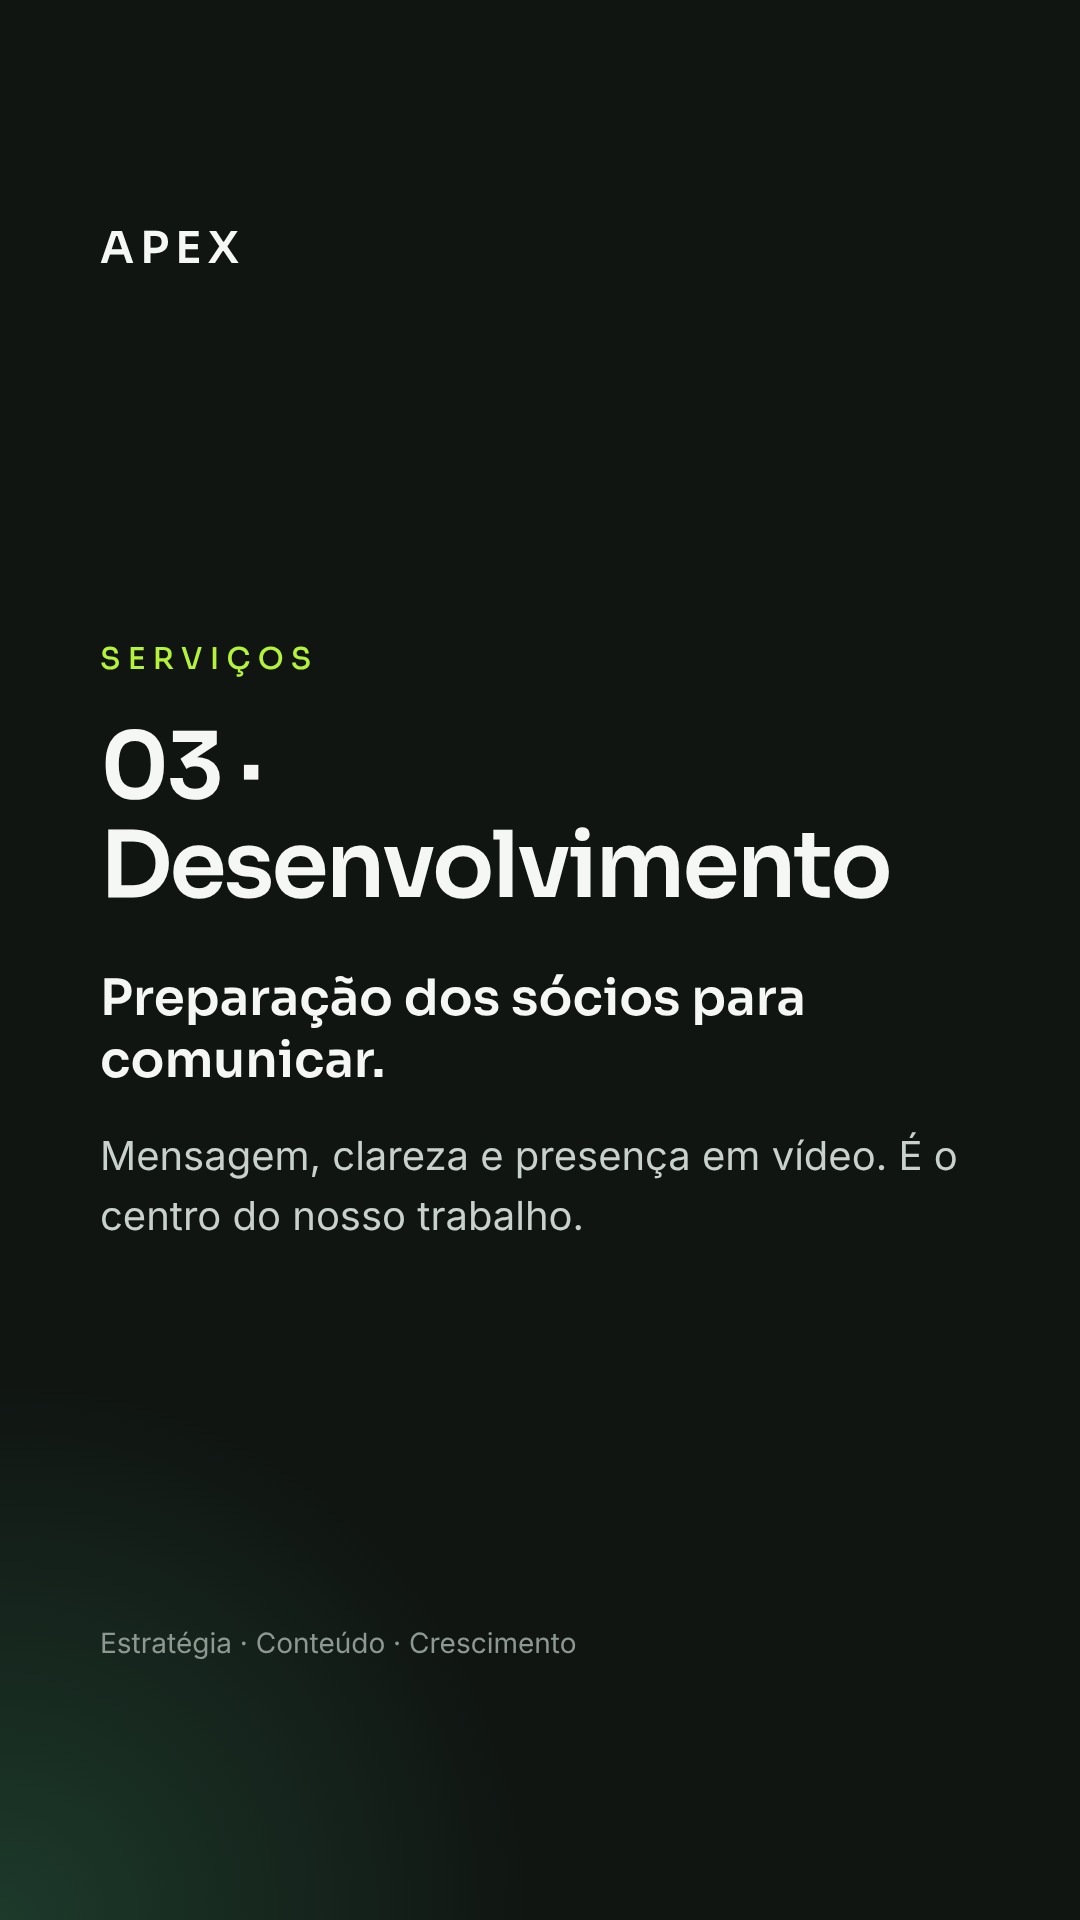 APEX
SERVIÇOS
03 ·
Desenvolvimento
Preparação dos sócios para
comunicar.
Mensagem, clareza e presença em vídeo. É o
centro do nosso trabalho.
Estratégia · Conteúdo · Crescimento